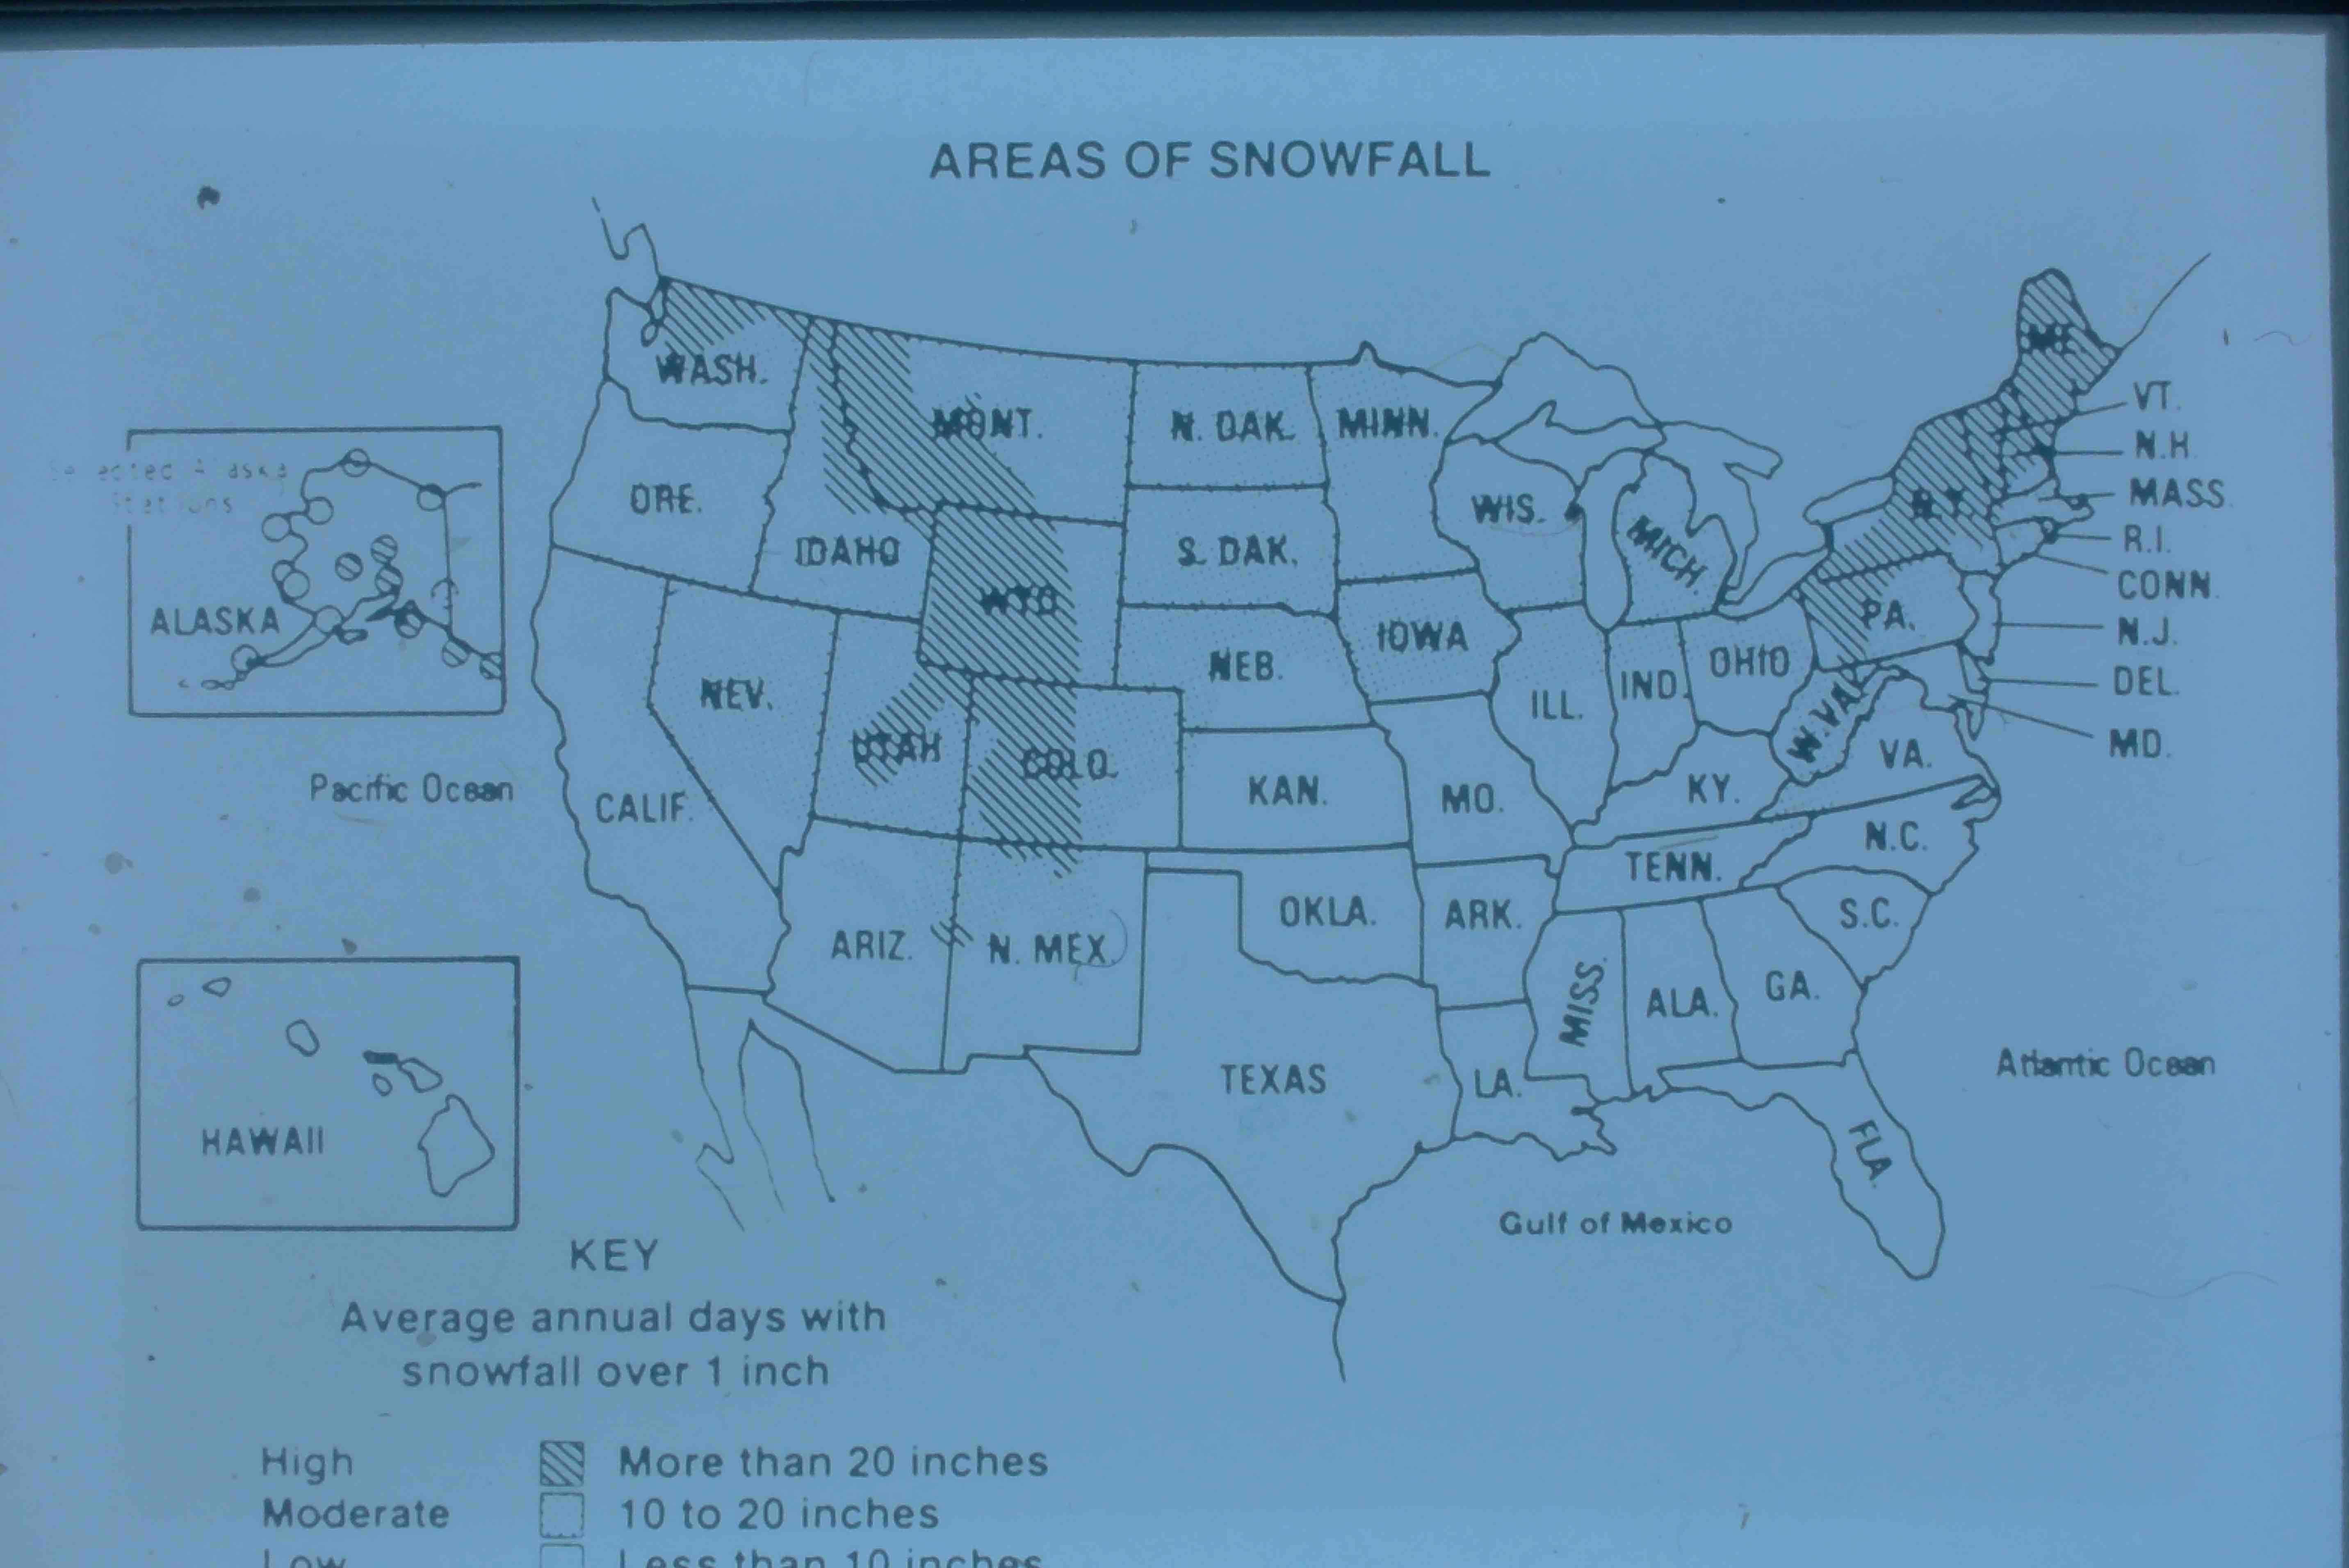 AREAS OF SNOWFALL
WASH.
MONT.
N. DAK.
MINN.
ME.
VT.
N.H.
MASS.
R.I.
CONN.
N.J.
DEL.
MD.
Selected Alaska
Stations
ALASKA
ORE.
IDAHO
WYO
S. DAK.
WIS.
MICH.
N.Y.
PA.
NEV.
UTAH
COLO.
NEB.
IOWA
ILL.
IND.
OHIO
W. VA.
VA.
Pacific Ocean
CALIF.
KAN.
MO.
KY.
N.C.
TENN.
ARIZ.
N. MEX.
OKLA.
ARK.
S.C.
MISS.
ALA.
GA.
TEXAS
LA.
FLA.
Atlantic Ocean
HAWAII
Gulf of Mexico
KEY
Average annual days with
snowfall over 1 inch
High More than 20 inches
Moderate 10 to 20 inches
Low Less than 10 inches